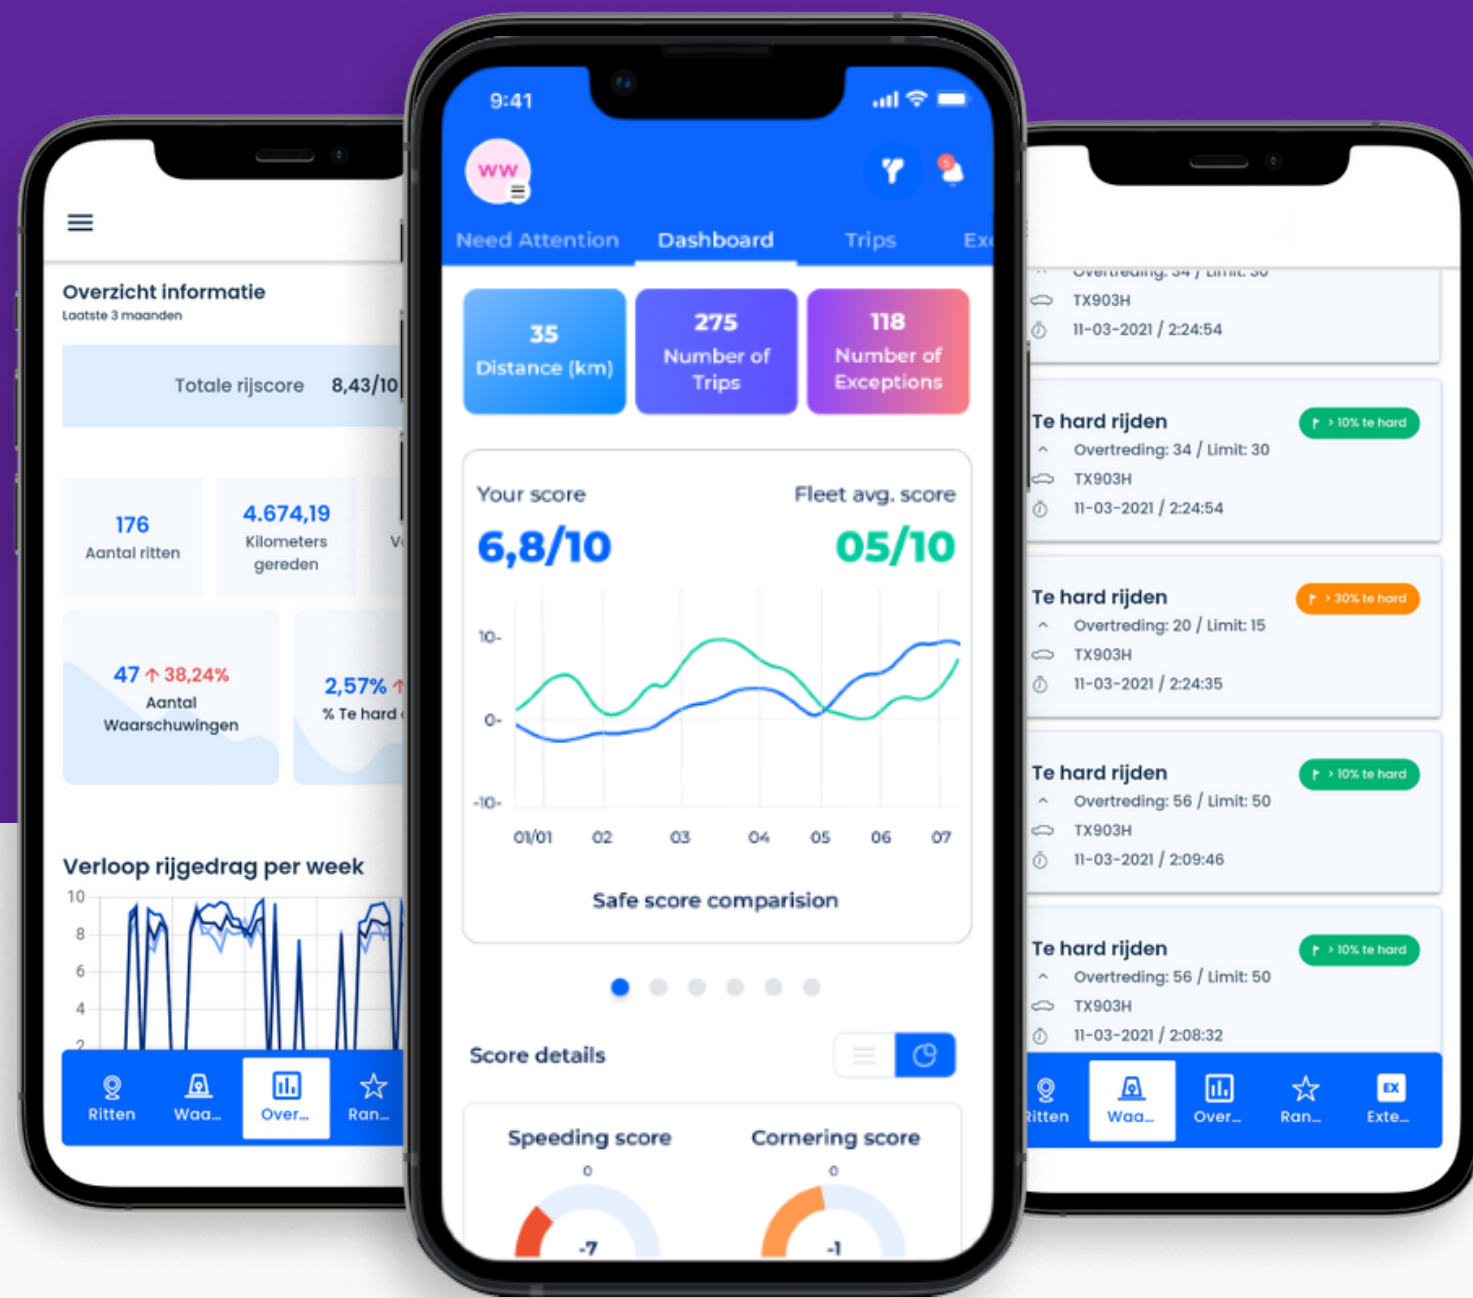 Overzicht informatie
Laatste 3 maanden
Totale rijscore 8,43/10
176
Aantal ritten
4.674,19
Kilometers
gereden
47 ↑ 38,24%
Aantal
Waarschuwingen
2,57% ↑
% Te hard
Verloop rijgedrag per week
10
8
6
4
2
Ritten
Waa...
Over...
Ran...
9:41
WW
5
Need Attention Dashboard Trips
35
Distance (km)
275
Number of
Trips
118
Number of
Exceptions
Your score Fleet avg. score
6,8/10 05/10
10-
0-
-10-
01/01 02 03 04 05 06 07
Safe score comparision
Score details
Speeding score Cornering score
0 0
-7 -1
Overtreding: 34 / Limit: 30
TX903H
11-03-2021 / 2:24:54
Te hard rijden > 10% te hard
Overtreding: 34 / Limit: 30
TX903H
11-03-2021 / 2:24:54
Te hard rijden > 30% te hard
Overtreding: 20 / Limit: 15
TX903H
11-03-2021 / 2:24:35
Te hard rijden > 10% te hard
Overtreding: 56 / Limit: 50
TX903H
11-03-2021 / 2:09:46
Te hard rijden > 10% te hard
Overtreding: 56 / Limit: 50
TX903H
11-03-2021 / 2:08:32
Ritten
Waa...
Over...
Ran...
EX
Exte...